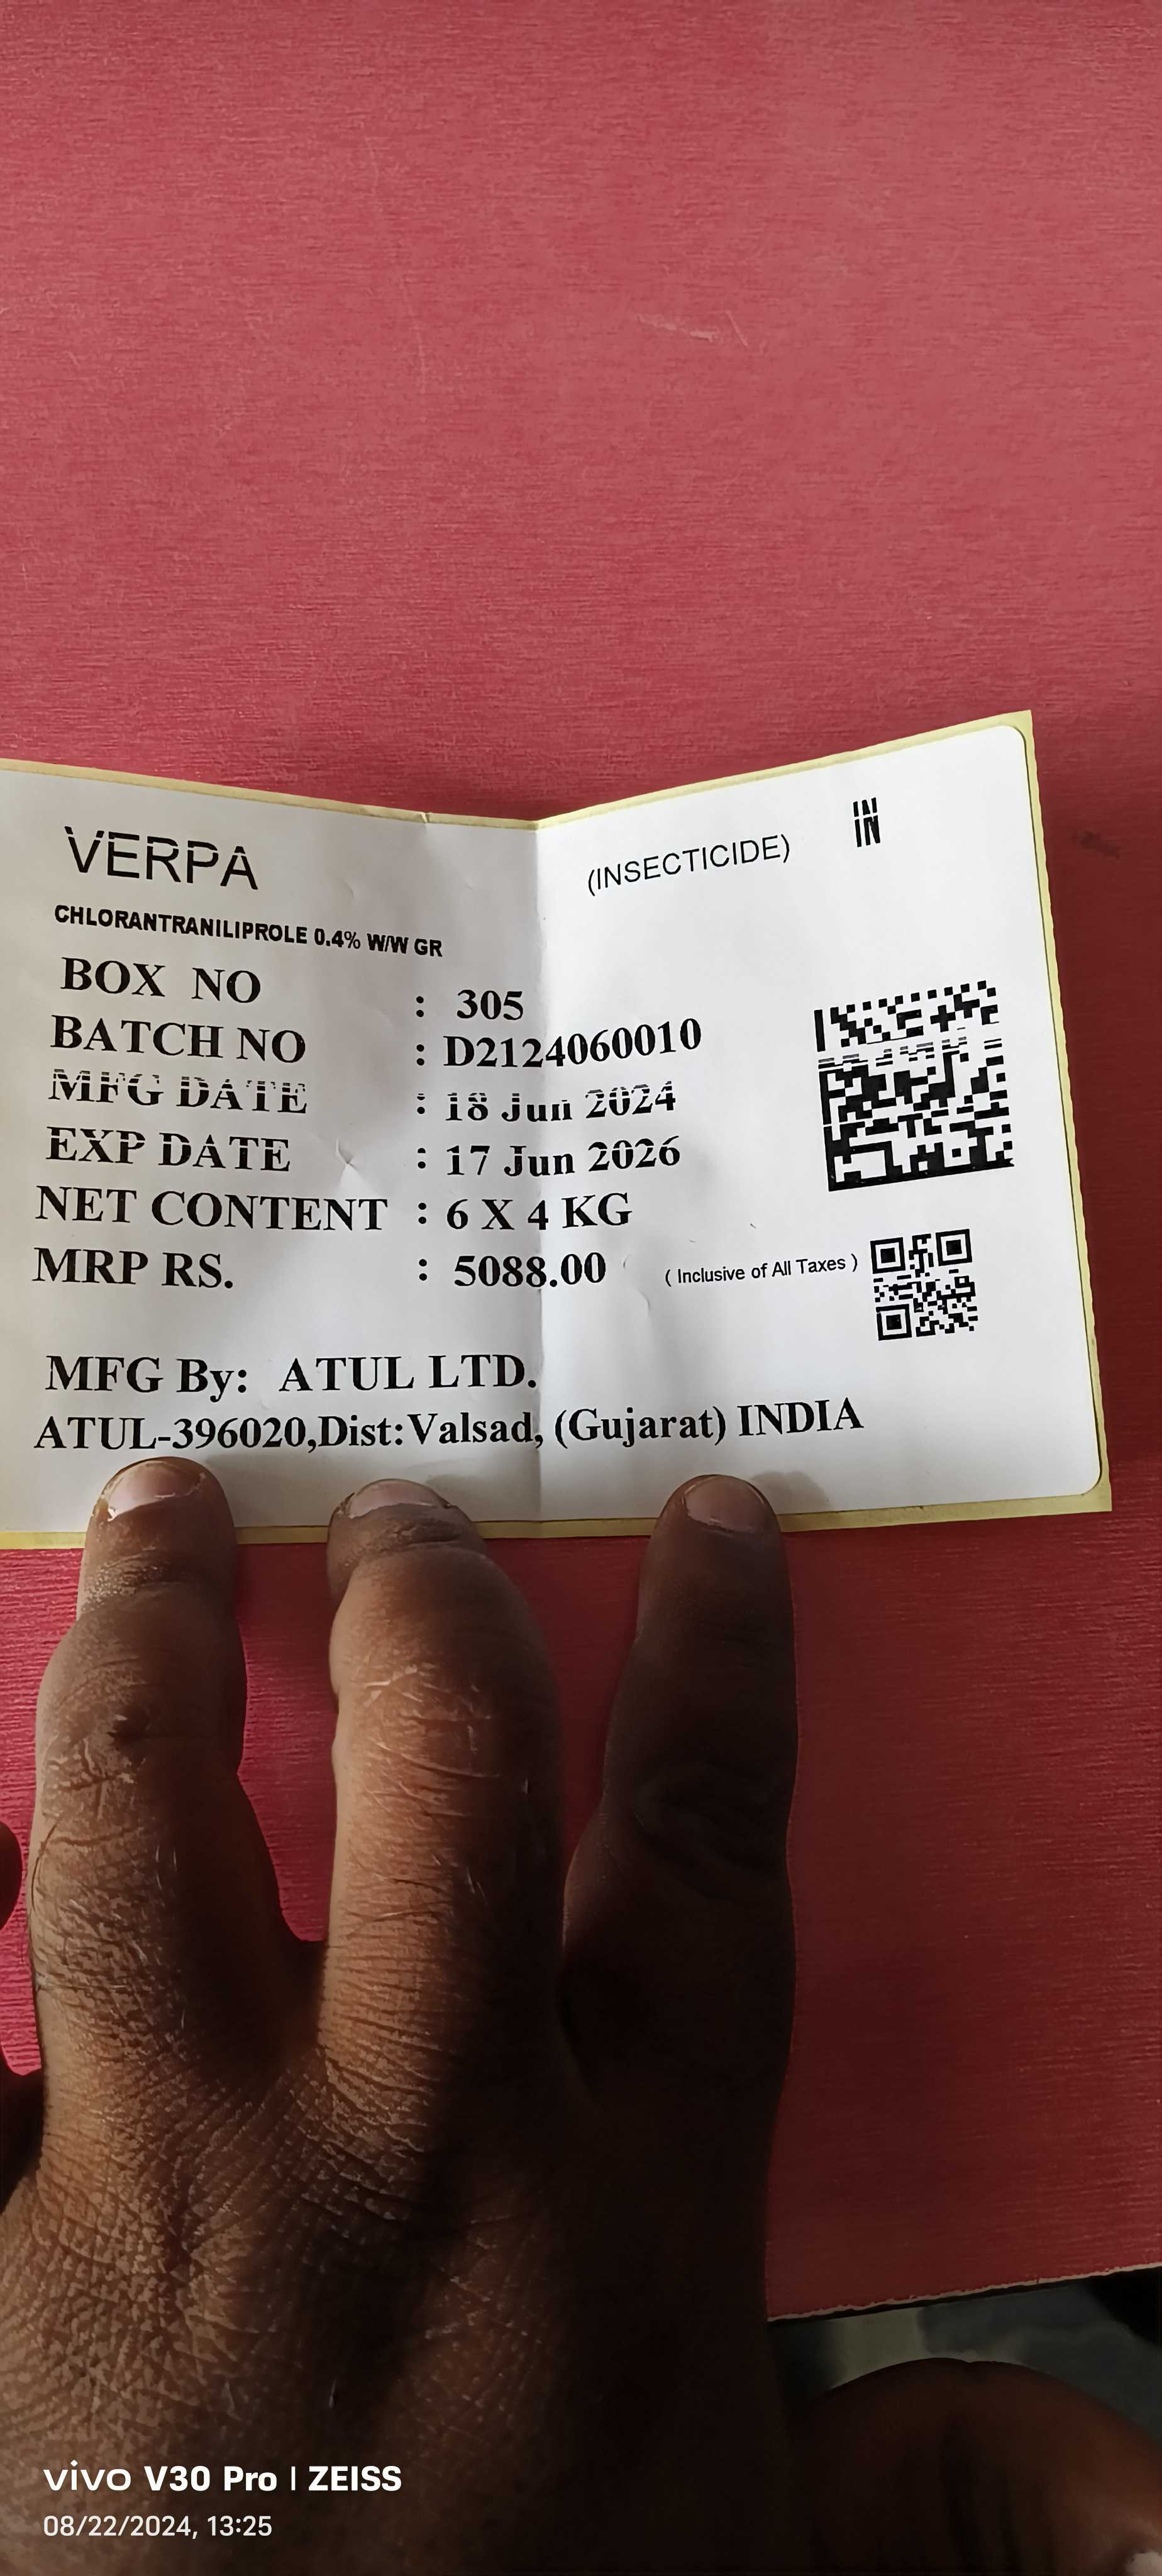 VERPA (INSECTICIDE) IN
CHLORANTRANILIPROLE 0.4% W/W GR
BOX NO : 305
BATCH NO : D2124060010
MFG DATE : 18 Jun 2024
EXP DATE : 17 Jun 2026
NET CONTENT : 6 X 4 KG
MRP RS. : 5088.00 ( Inclusive of All Taxes )
MFG By: ATUL LTD.
ATUL-396020,Dist:Valsad, (Gujarat) INDIA
vivo V30 Pro | ZEISS
08/22/2024, 13:25